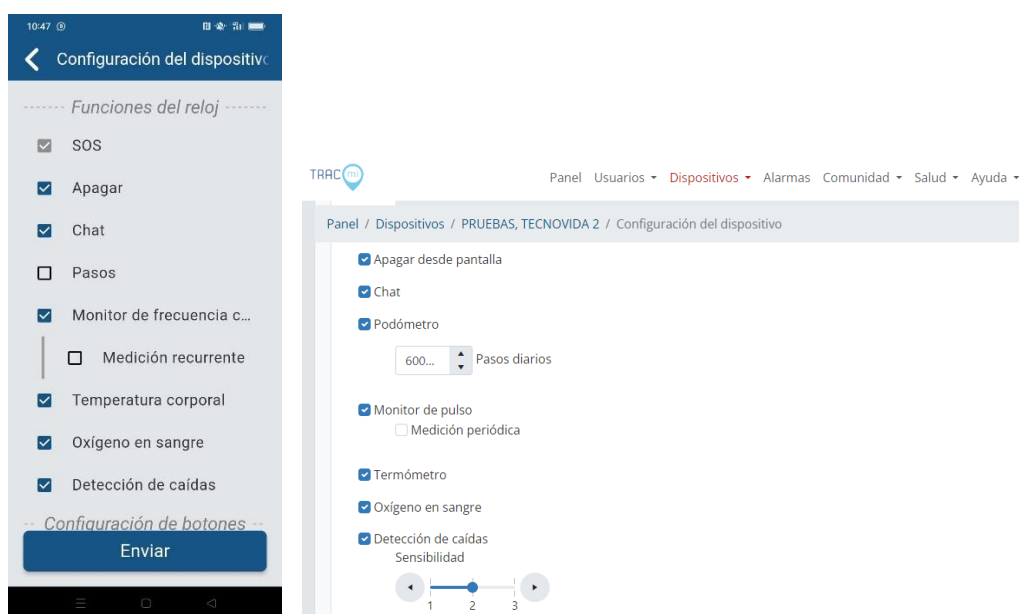 10:47
Configuración del dispositivo
Funciones del reloj
SOS
Apagar
Chat
Pasos
Monitor de frecuencia c...
Medición recurrente
Temperatura corporal
Oxígeno en sangre
Detección de caídas
Configuración de botones
Enviar
TRAC mi
Panel Usuarios Dispositivos Alarmas Comunidad Salud Ayuda
Panel / Dispositivos / PRUEBAS, TECNOVIDA 2 / Configuración del dispositivo
Apagar desde pantalla
Chat
Podómetro
600... Pasos diarios
Monitor de pulso
Medición periódica
Termómetro
Oxígeno en sangre
Detección de caídas
Sensibilidad
1 2 3